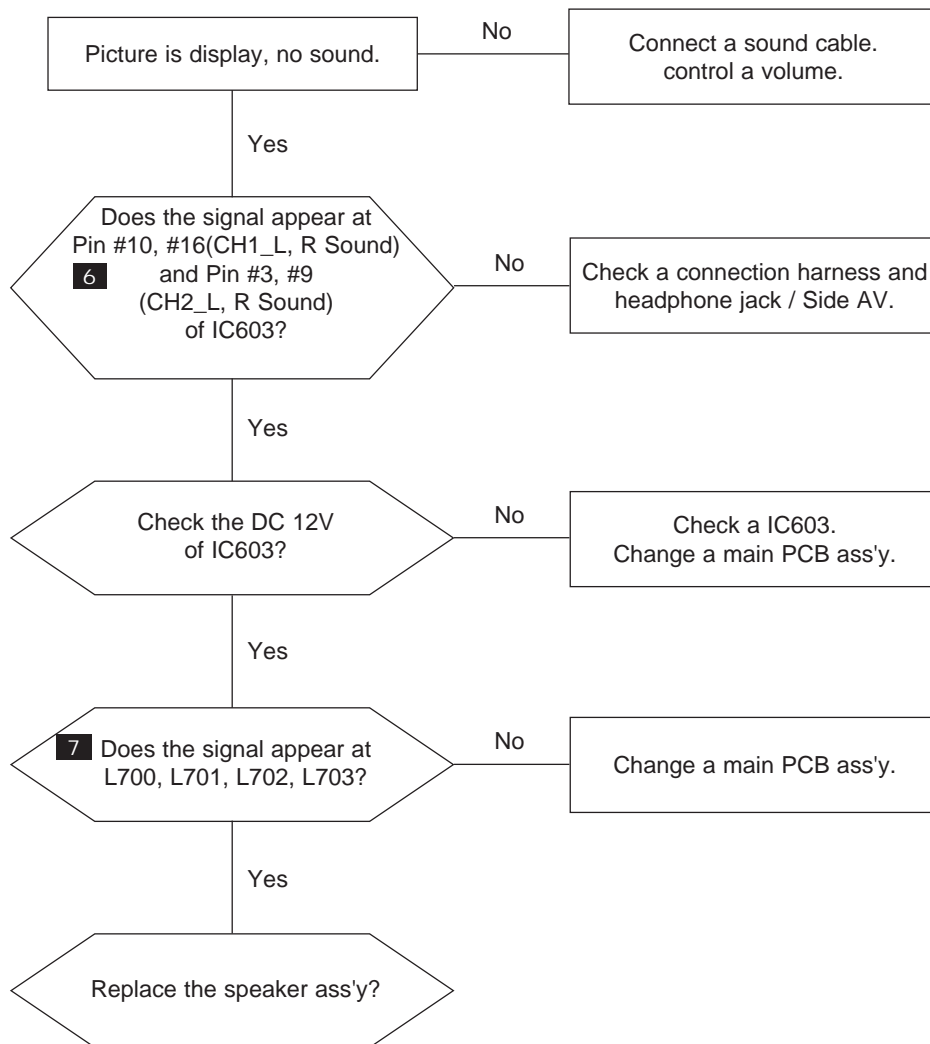 Picture is display, no sound.
No
Connect a sound cable.
control a volume.
Yes
Does the signal appear at
Pin #10, #16(CH1_L, R Sound)
6 and Pin #3, #9
(CH2_L, R Sound)
of IC603?
No
Check a connection harness and
headphone jack / Side AV.
Yes
Check the DC 12V
of IC603?
No
Check a IC603.
Change a main PCB ass'y.
Yes
7 Does the signal appear at
L700, L701, L702, L703?
No
Change a main PCB ass'y.
Yes
Replace the speaker ass'y?